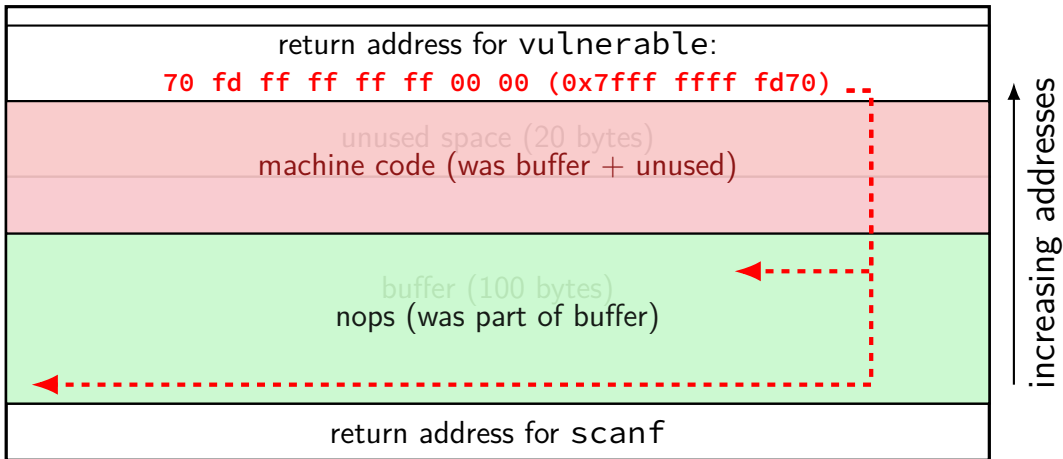 return address for vulnerable:
70 fd ff ff ff ff 00 00 (0x7fff ffff fd70)
unused space (20 bytes)
machine code (was buffer + unused)
buffer (100 bytes)
nops (was part of buffer)
return address for scanf
increasing addresses